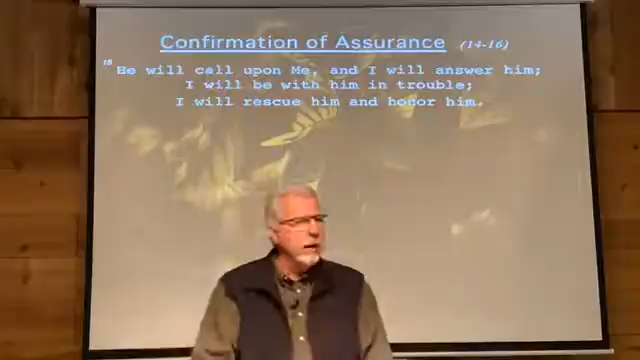 Confirmation of Assurance (14-16)
15 He will call upon Me, and I will answer him;
I will be with him in trouble;
I will rescue him and honor him.